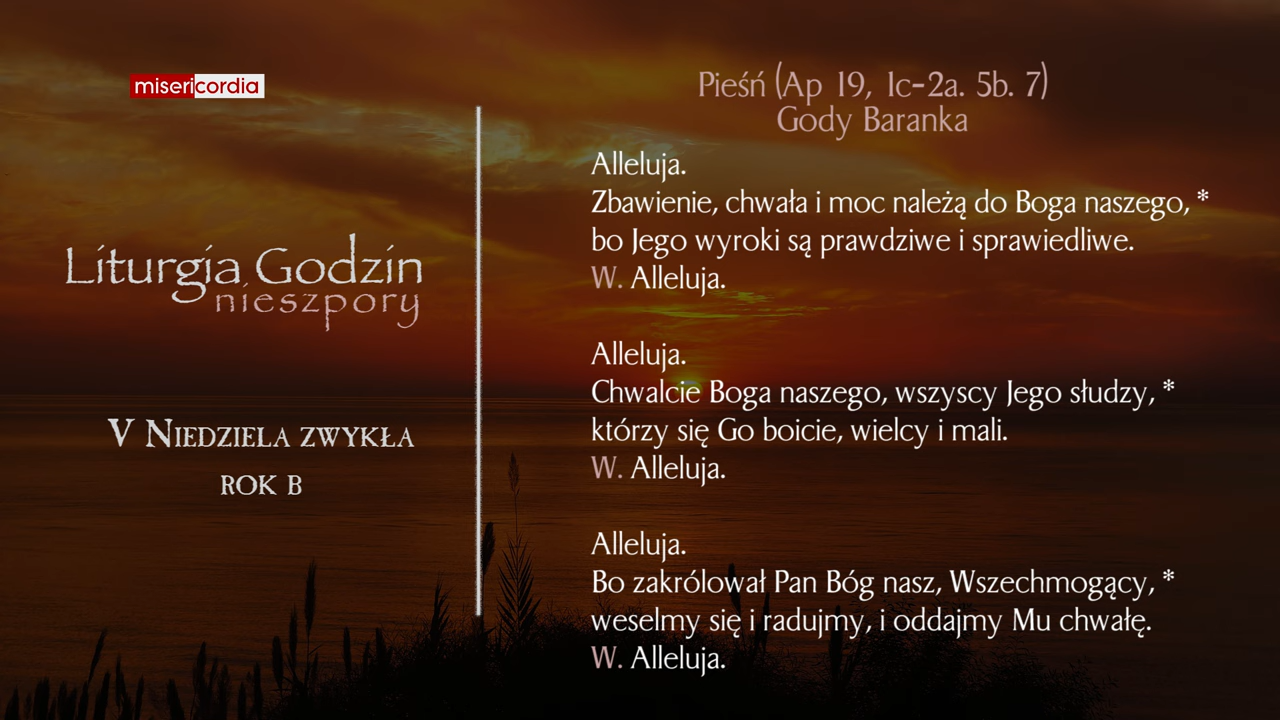 misericordia
Liturgia Godzin
nieszpory
V Niedziela zwykła
rok B
Pieśń (Ap 19, 1c-2a. 5b. 7)
Gody Baranka
Alleluja.
Zbawienie, chwała i moc należą do Boga naszego, *
bo Jego wyroki są prawdziwe i sprawiedliwe.
W. Alleluja.
Alleluja.
Chwalcie Boga naszego, wszyscy Jego słudzy, *
którzy się Go boicie, wielcy i mali.
W. Alleluja.
Alleluja.
Bo zakrólował Pan Bóg nasz, Wszechmogący, *
weselmy się i radujmy, i oddajmy Mu chwałę.
W. Alleluja.